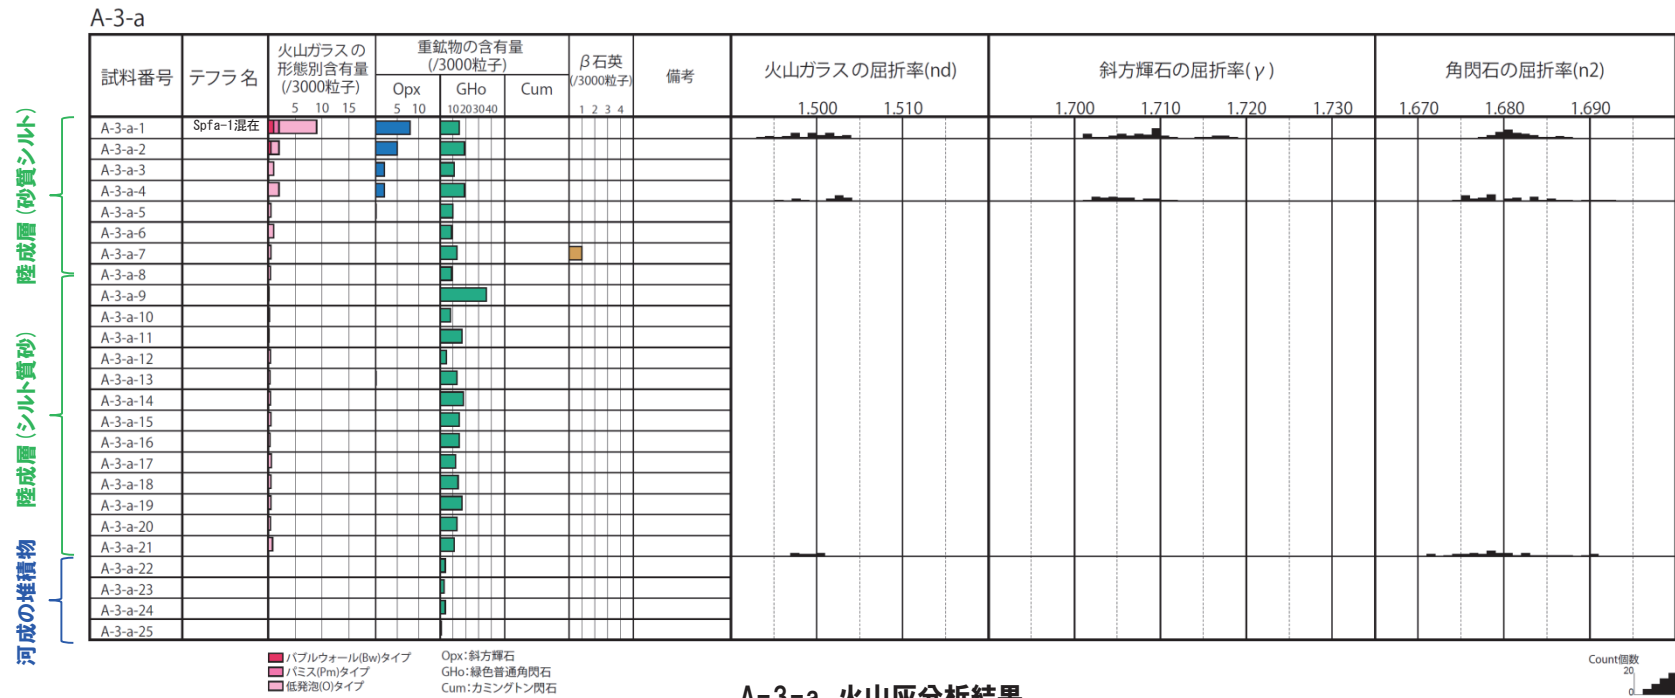 A-3-a
試料番号 テフラ名 火山ガラスの形態別含有量(/3000粒子) 重鉱物の含有量(/3000粒子) β石英(/3000粒子) 備考 火山ガラスの屈折率(nd) 斜方輝石の屈折率(γ) 角閃石の屈折率(n2)
Opx GHo Cum
5 10 15 5 10 10 20 30 40 1 2 3 4 1.500 1.510 1.700 1.710 1.720 1.730 1.670 1.680 1.690
陸成層(砂質シルト)
A-3-a-1 Spfa-1混在
A-3-a-2
A-3-a-3
A-3-a-4
A-3-a-5
A-3-a-6
A-3-a-7
A-3-a-8
陸成層(シルト質砂)
A-3-a-9
A-3-a-10
A-3-a-11
A-3-a-12
A-3-a-13
A-3-a-14
A-3-a-15
A-3-a-16
A-3-a-17
A-3-a-18
A-3-a-19
A-3-a-20
A-3-a-21
河成の堆積物
A-3-a-22
A-3-a-23
A-3-a-24
A-3-a-25
バブルウォール(Bw)タイプ Opx:斜方輝石
パミス(Pm)タイプ GHo:緑色普通角閃石
低発泡(O)タイプ Cum:カミングトン閃石
Count個数
20
0
A-3-a 火山灰分析結果